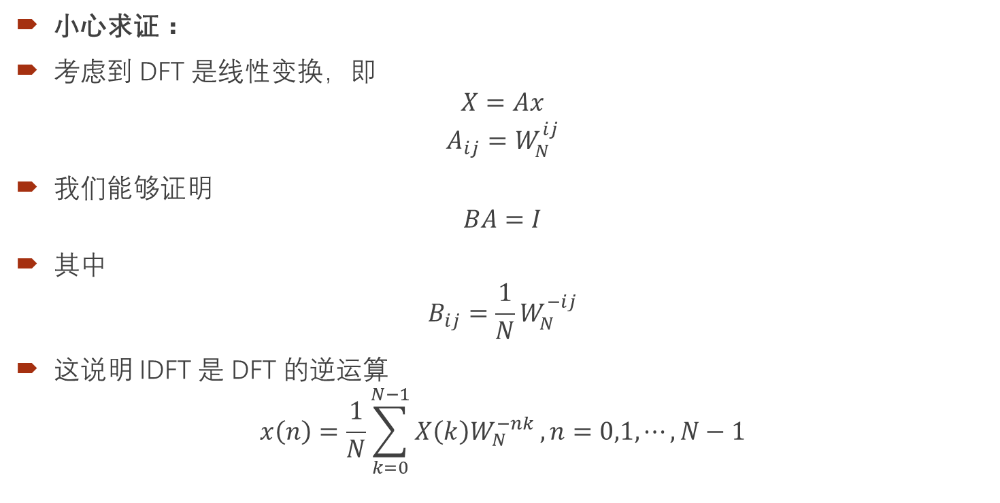 小心求证：
考虑到 DFT 是线性变换，即
X = Ax
A_{ij} = W_N^{ij}
我们能够证明
BA = I
其中
B_{ij} = \frac{1}{N} W_N^{-ij}
这说明 IDFT 是 DFT 的逆运算
x(n) = \frac{1}{N} \sum_{k=0}^{N-1} X(k) W_N^{-nk}, n = 0,1,⋯,N − 1